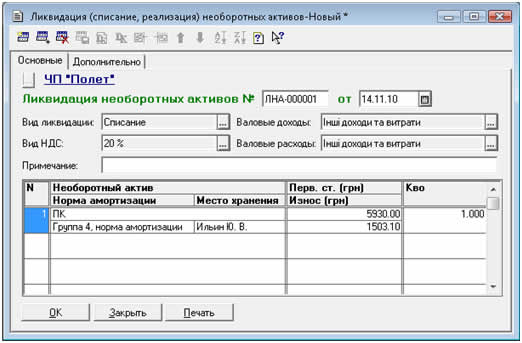 Ликвидация (списание, реализация) необоротных активов-Новый *
Основные Дополнительно
ЧП "Полет"
Ликвидация необоротных активов № ЛНА-000001 от 14.11.10
Вид ликвидации: Списание ... Валовые доходы: Інші доходи та витрати ...
Вид НДС: 20 % ... Валовые расходы: Інші доходи та витрати ...
Примечание:
N Необоротный актив Перв. ст. (грн) Кво
Норма амортизации Место хранения Износ (грн)
1 ПК 5930.00 1.000
Группа 4, норма амортизации Ильин Ю. В. 1503.10
OK Закрыть Печать